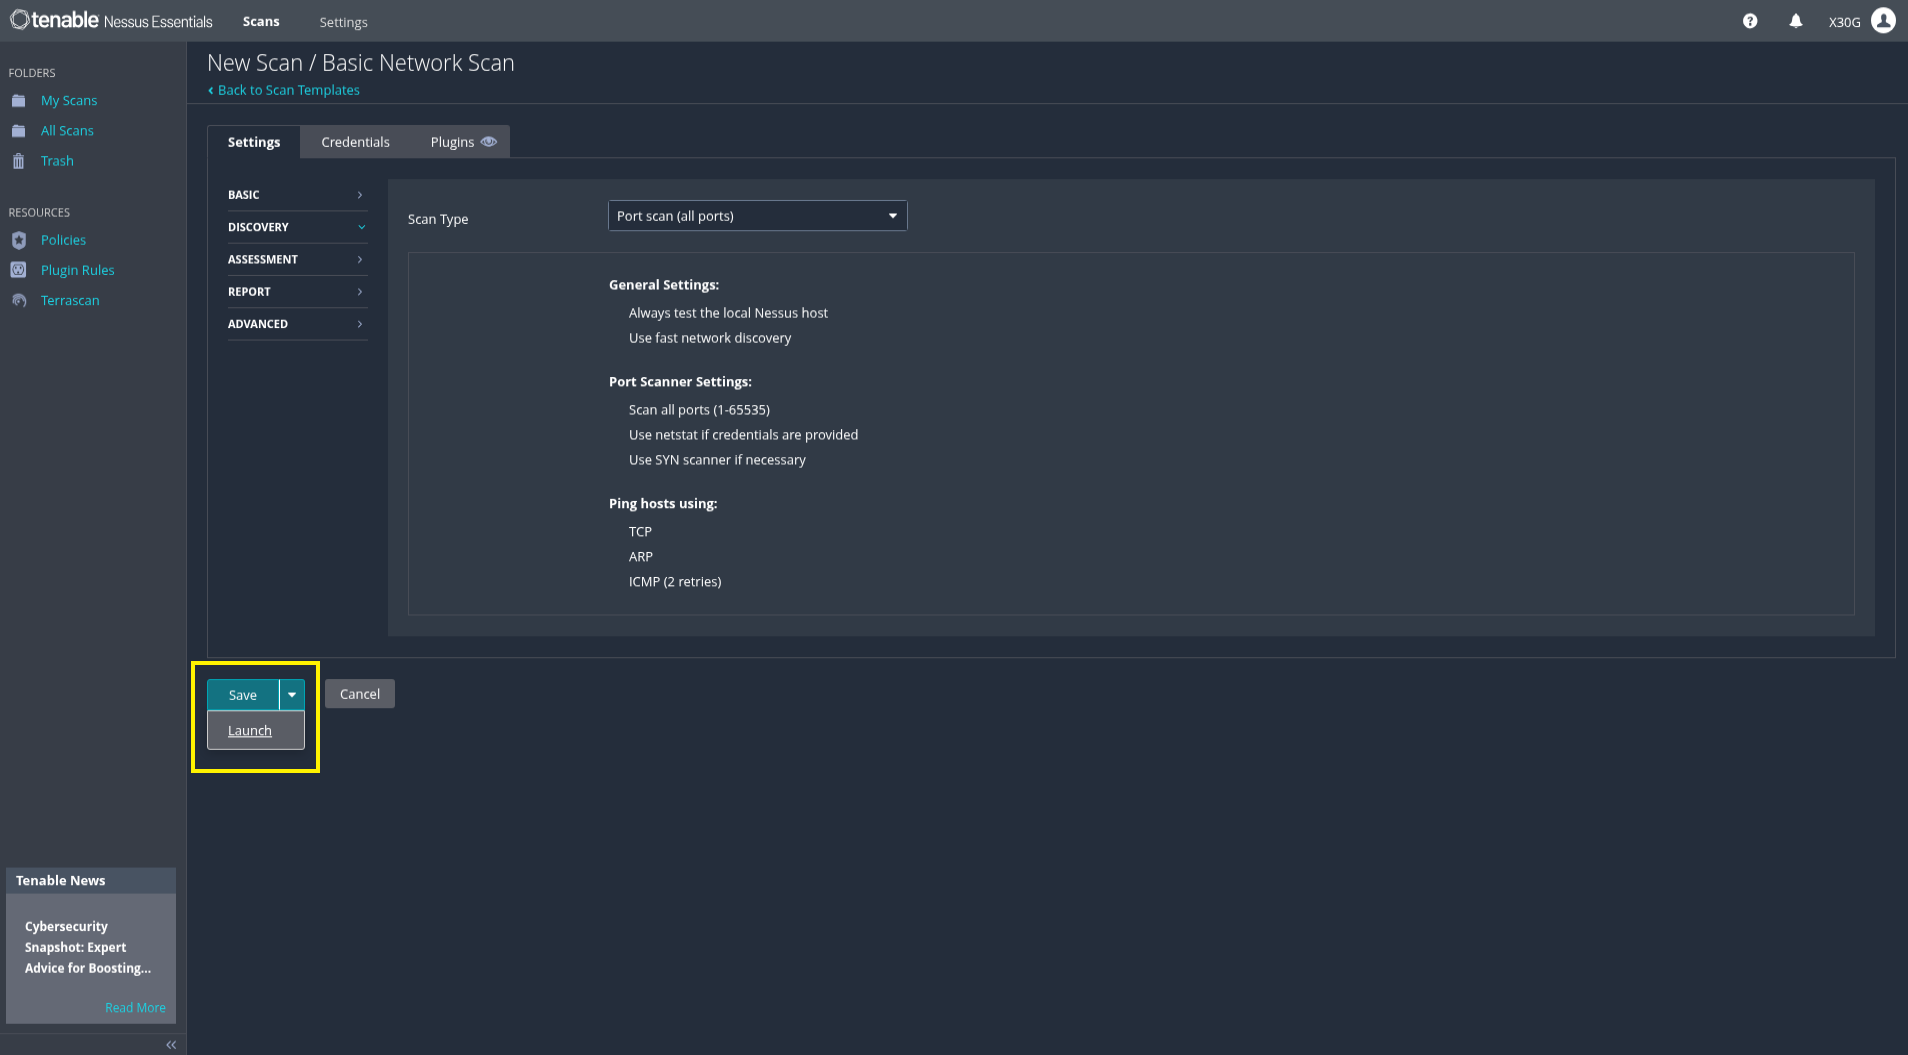 tenable Nessus Essentials
Scans
Settings
X30G
FOLDERS
My Scans
All Scans
Trash
RESOURCES
Policies
Plugin Rules
Terrascan
Tenable News
Cybersecurity
Snapshot: Expert
Advice for Boosting...
Read More
New Scan / Basic Network Scan
Back to Scan Templates
Settings
Credentials
Plugins
BASIC
DISCOVERY
ASSESSMENT
REPORT
ADVANCED
Scan Type
Port scan (all ports)
General Settings:
Always test the local Nessus host
Use fast network discovery
Port Scanner Settings:
Scan all ports (1-65535)
Use netstat if credentials are provided
Use SYN scanner if necessary
Ping hosts using:
TCP
ARP
ICMP (2 retries)
Save
Cancel
Launch